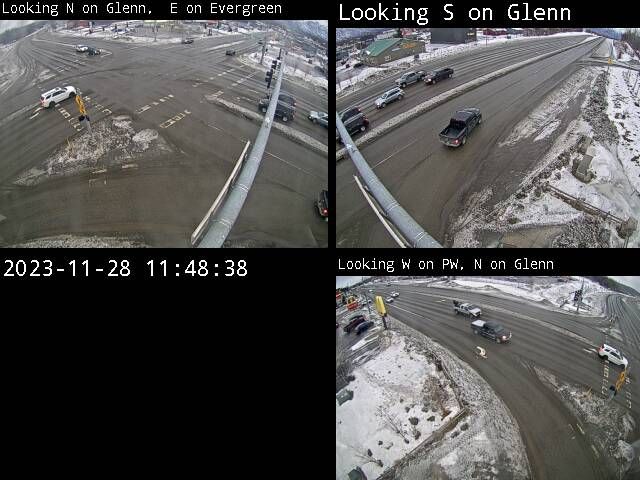 Looking N on Glenn, E on Evergreen
Looking S on Glenn
2023-11-28 11:48:38
Looking W on PW, N on Glenn